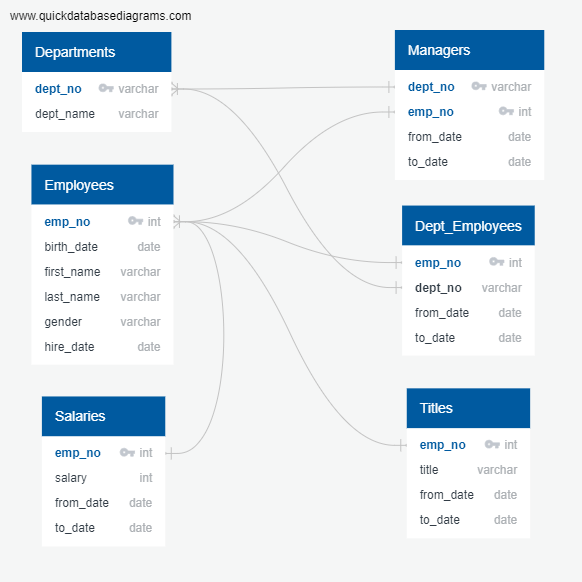 www.quickdatabasediagrams.com
Departments
dept_no varchar
dept_name varchar
Employees
emp_no int
birth_date date
first_name varchar
last_name varchar
gender varchar
hire_date date
Salaries
emp_no int
salary int
from_date date
to_date date
Managers
dept_no varchar
emp_no int
from_date date
to_date date
Dept_Employees
emp_no int
dept_no varchar
from_date date
to_date date
Titles
emp_no int
title varchar
from_date date
to_date date